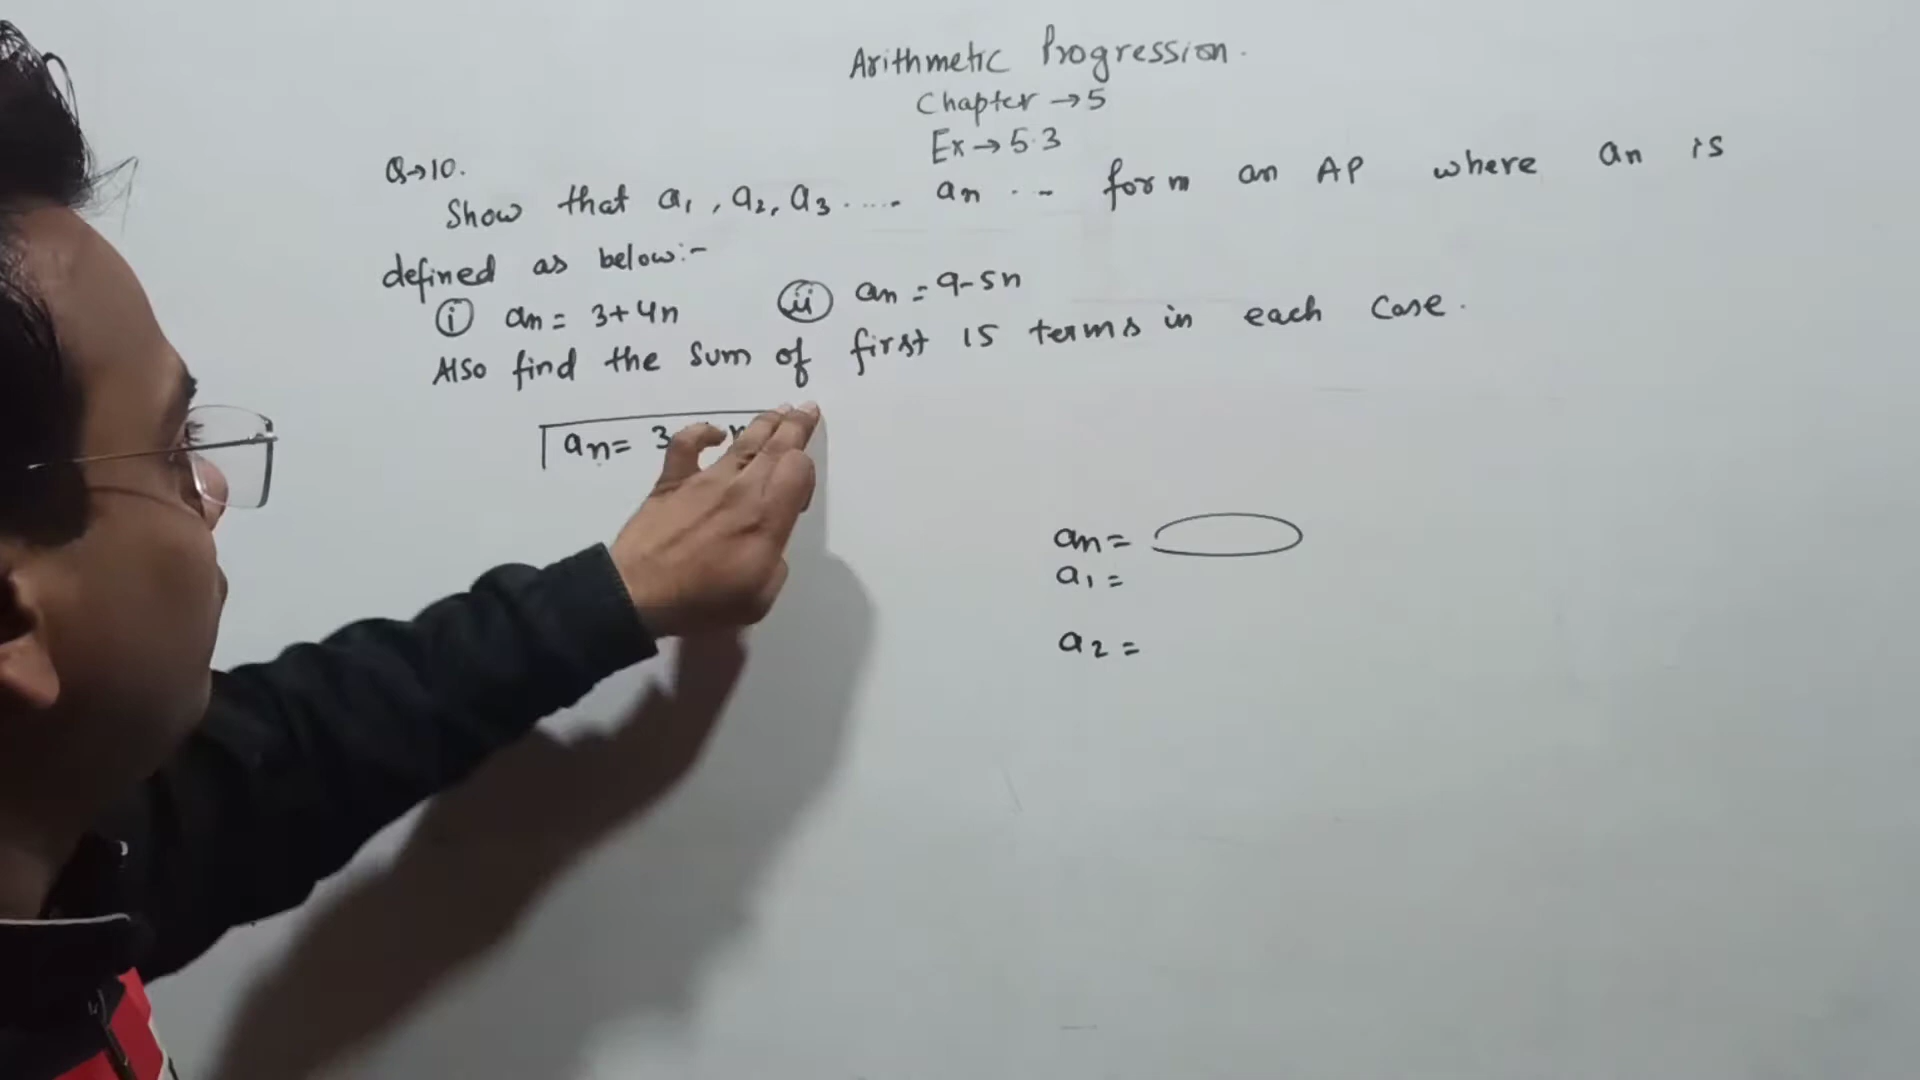 Arithmetic Progression.
Chapter → 5
Ex → 5.3
Q→10.
Show that a₁, a₂, a₃ ..... an ... form an AP where an is
defined as below:-
(i) an = 3+4n (ii) an = 9-5n
Also find the sum of first 15 terms in each case.
an = 3
an =
a₁ =
a₂ =